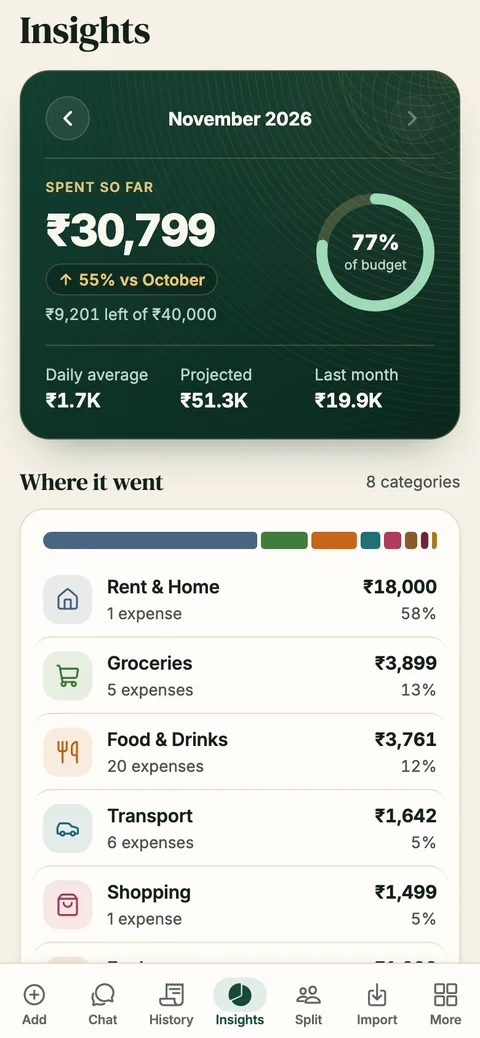 Insights
November 2026
SPENT SO FAR
₹30,799
↑ 55% vs October
₹9,201 left of ₹40,000
77%
of budget
Daily average
₹1.7K
Projected
₹51.3K
Last month
₹19.9K
Where it went
8 categories
Rent & Home
₹18,000
1 expense
58%
Groceries
₹3,899
5 expenses
13%
Food & Drinks
₹3,761
20 expenses
12%
Transport
₹1,642
6 expenses
5%
Shopping
₹1,499
1 expense
5%
Add
Chat
History
Insights
Split
Import
More